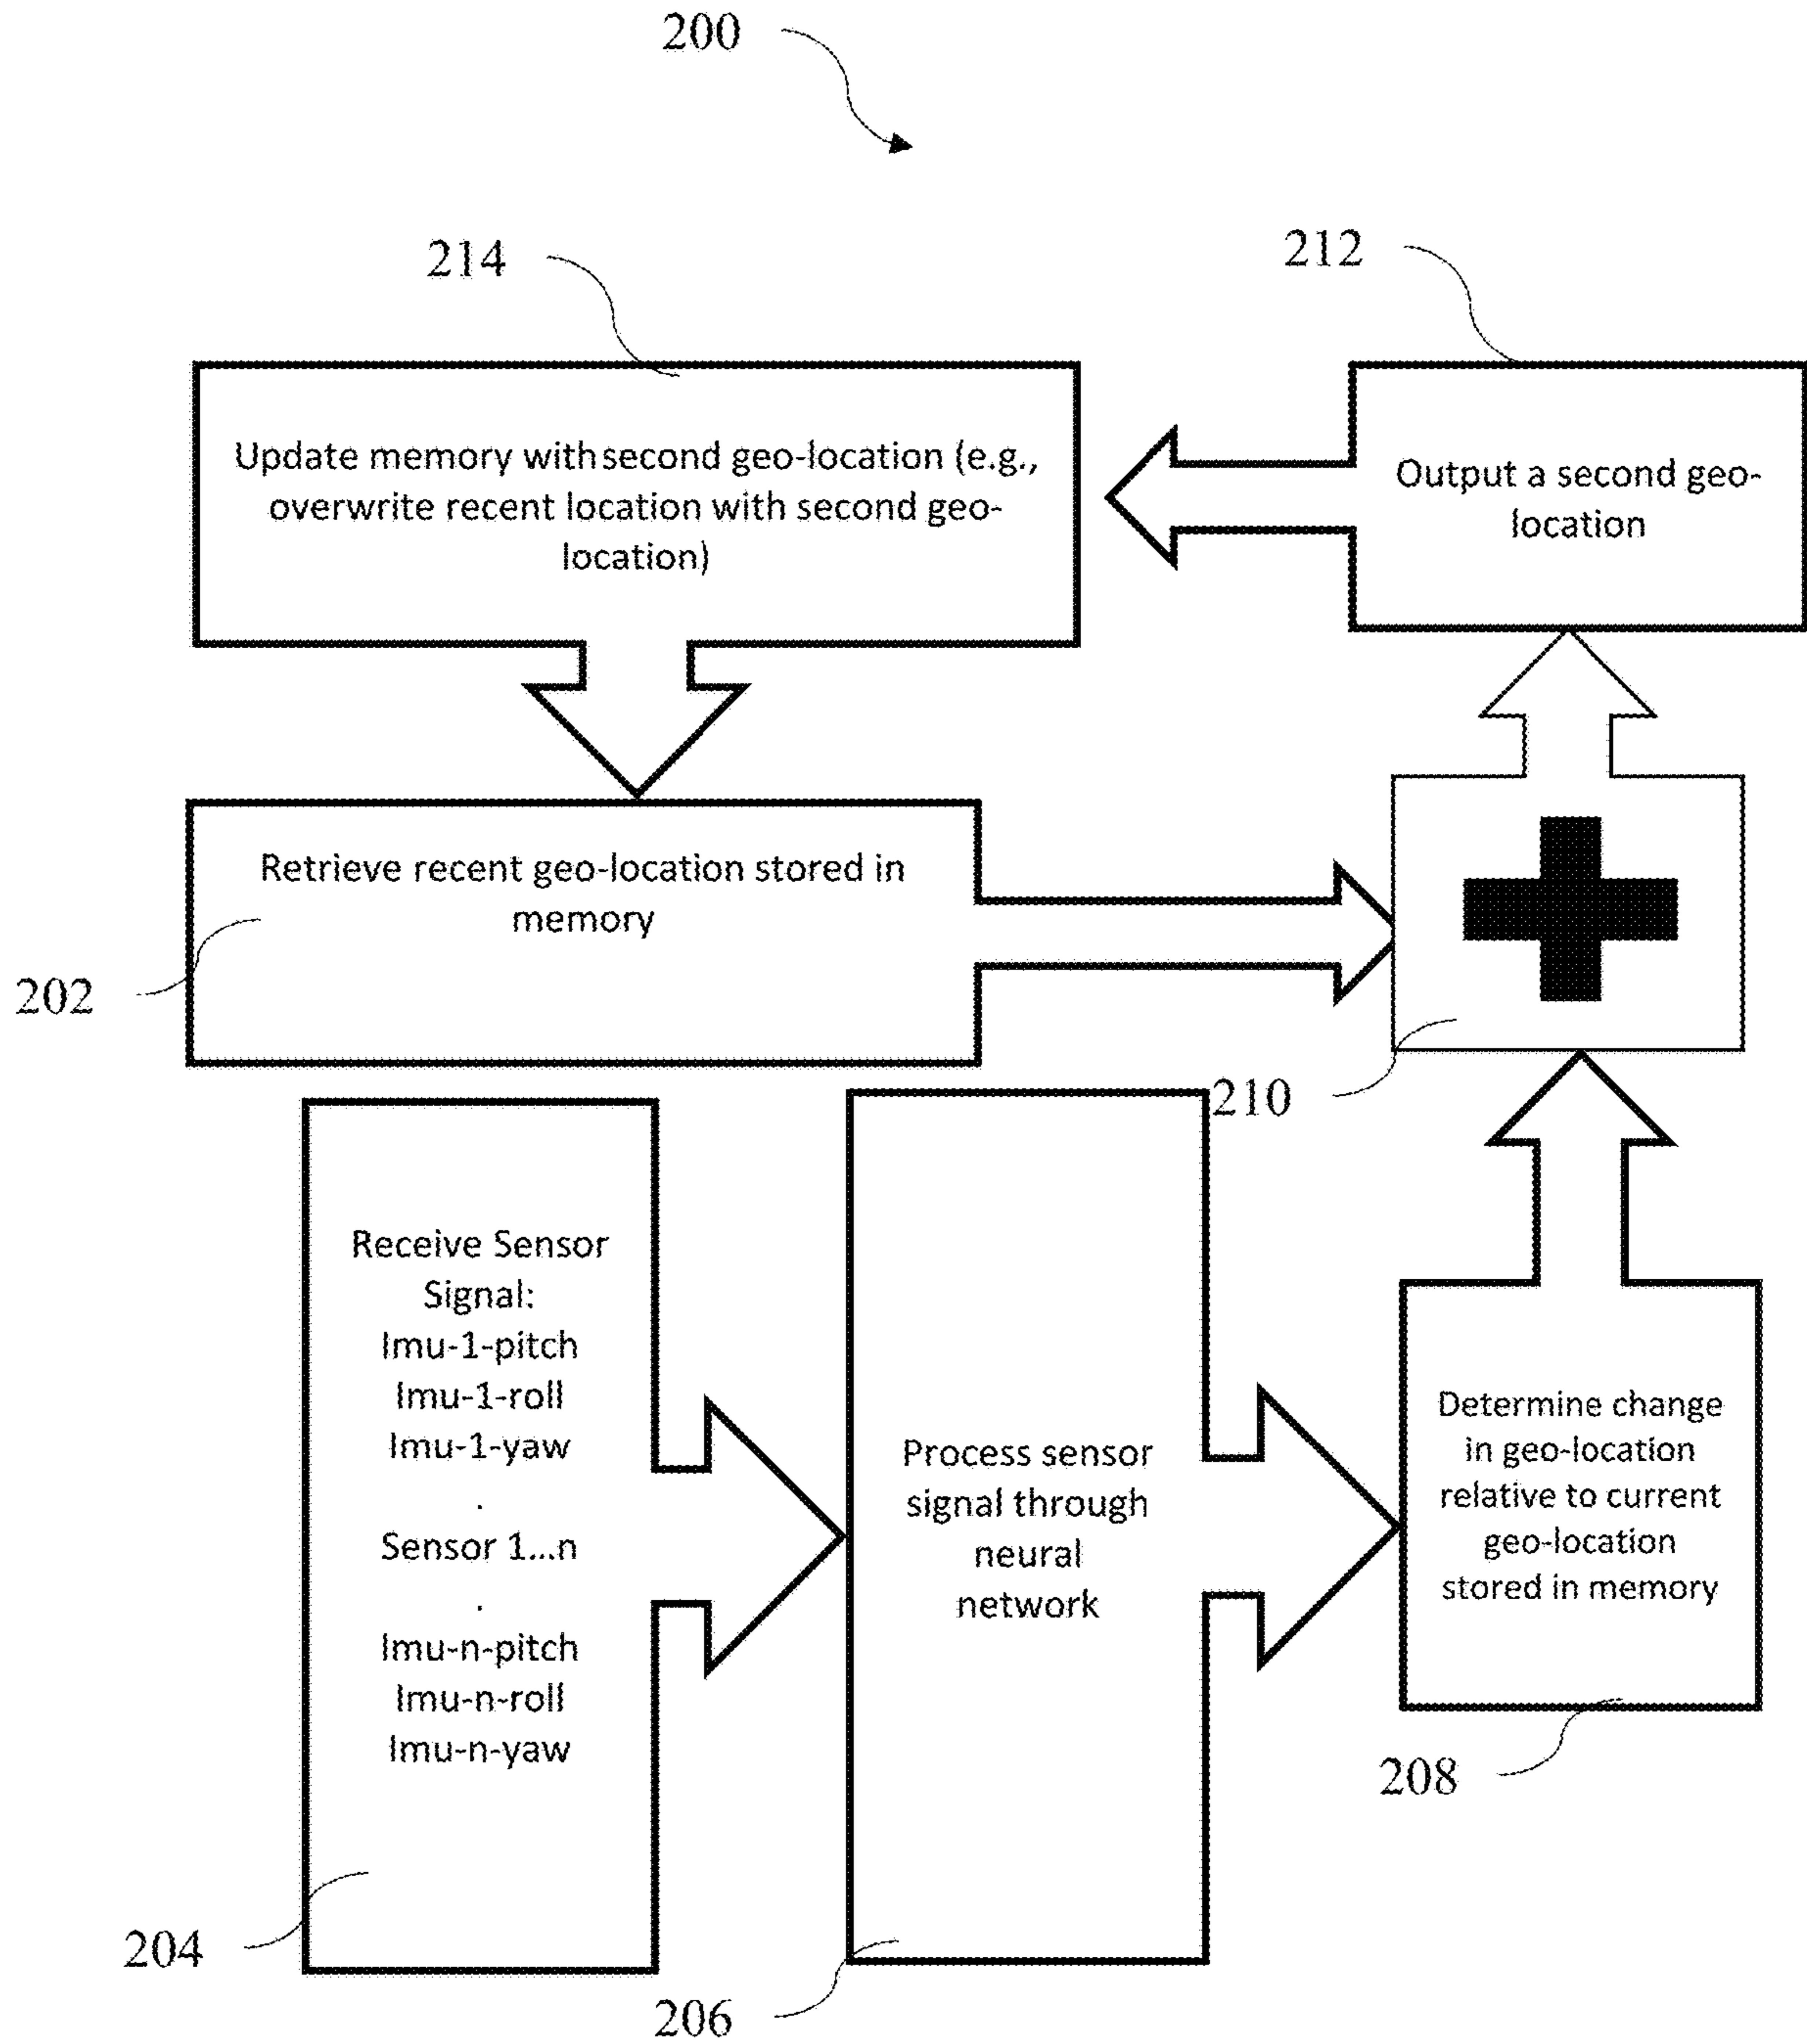 200
214
212
Update memory with second geo-location (e.g.,
overwrite recent location with second geo-
location)
Output a second geo-
location
Retrieve recent geo-location stored in
memory
202
210
Receive Sensor
Signal:
Imu-1-pitch
Imu-1-roll
Imu-1-yaw
.
Sensor 1...n
.
Imu-n-pitch
Imu-n-roll
Imu-n-yaw
Process sensor
signal through
neural
network
Determine change
in geo-location
relative to current
geo-location
stored in memory
208
204
206